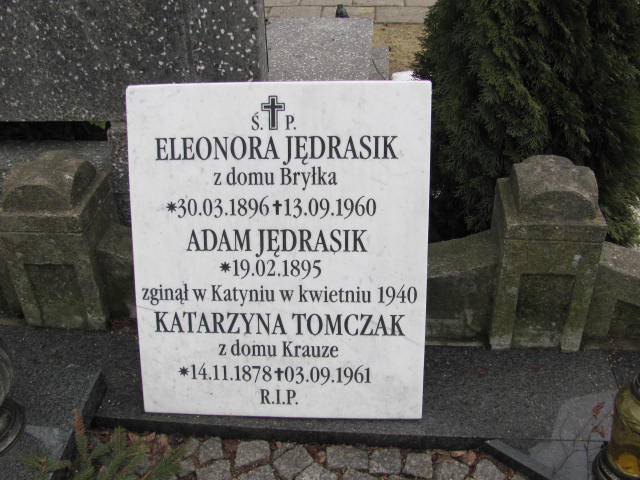 Ś. P.
ELEONORA JĘDRASIK
z domu Bryłka
*30.03.1896 ✝ 13.09.1960
ADAM JĘDRASIK
*19.02.1895
zginął w Katyniu w kwietniu 1940
KATARZYNA TOMCZAK
z domu Krauze
*14.11.1878 ✝ 03.09.1961
R.I.P.